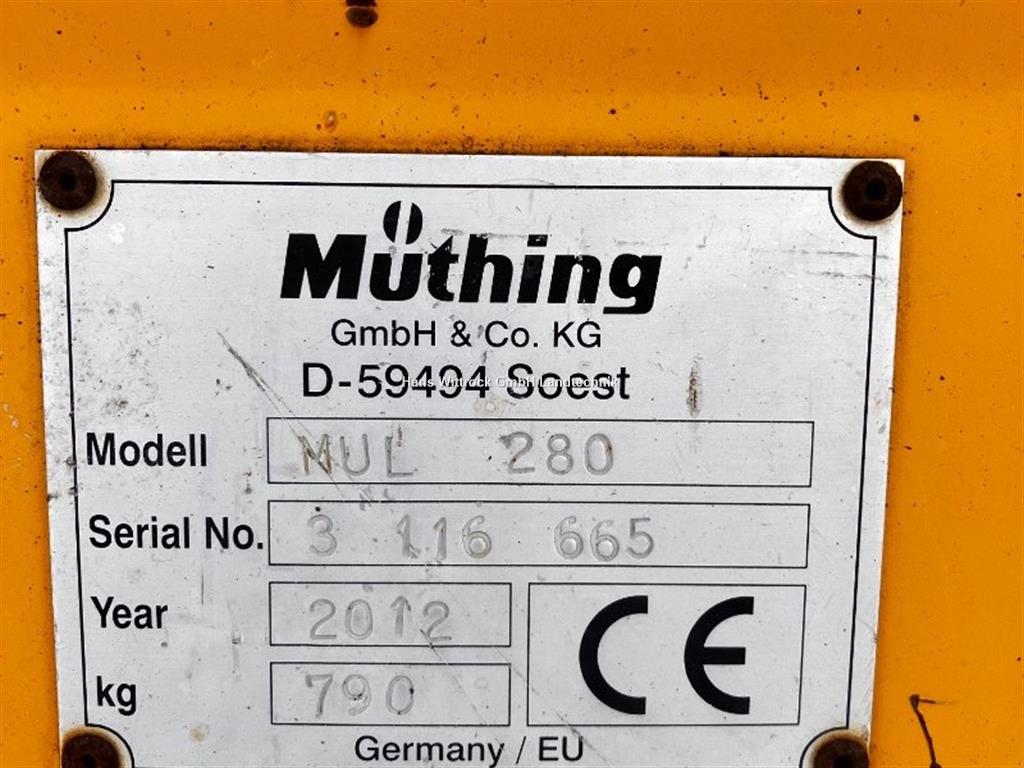 Müthing
GmbH & Co. KG
D-59494 Soest
Hans Wittrock GmbH Landtechnik
Modell MUL 280
Serial No. 3 116 665
Year 2012
kg 790
CE
Germany / EU